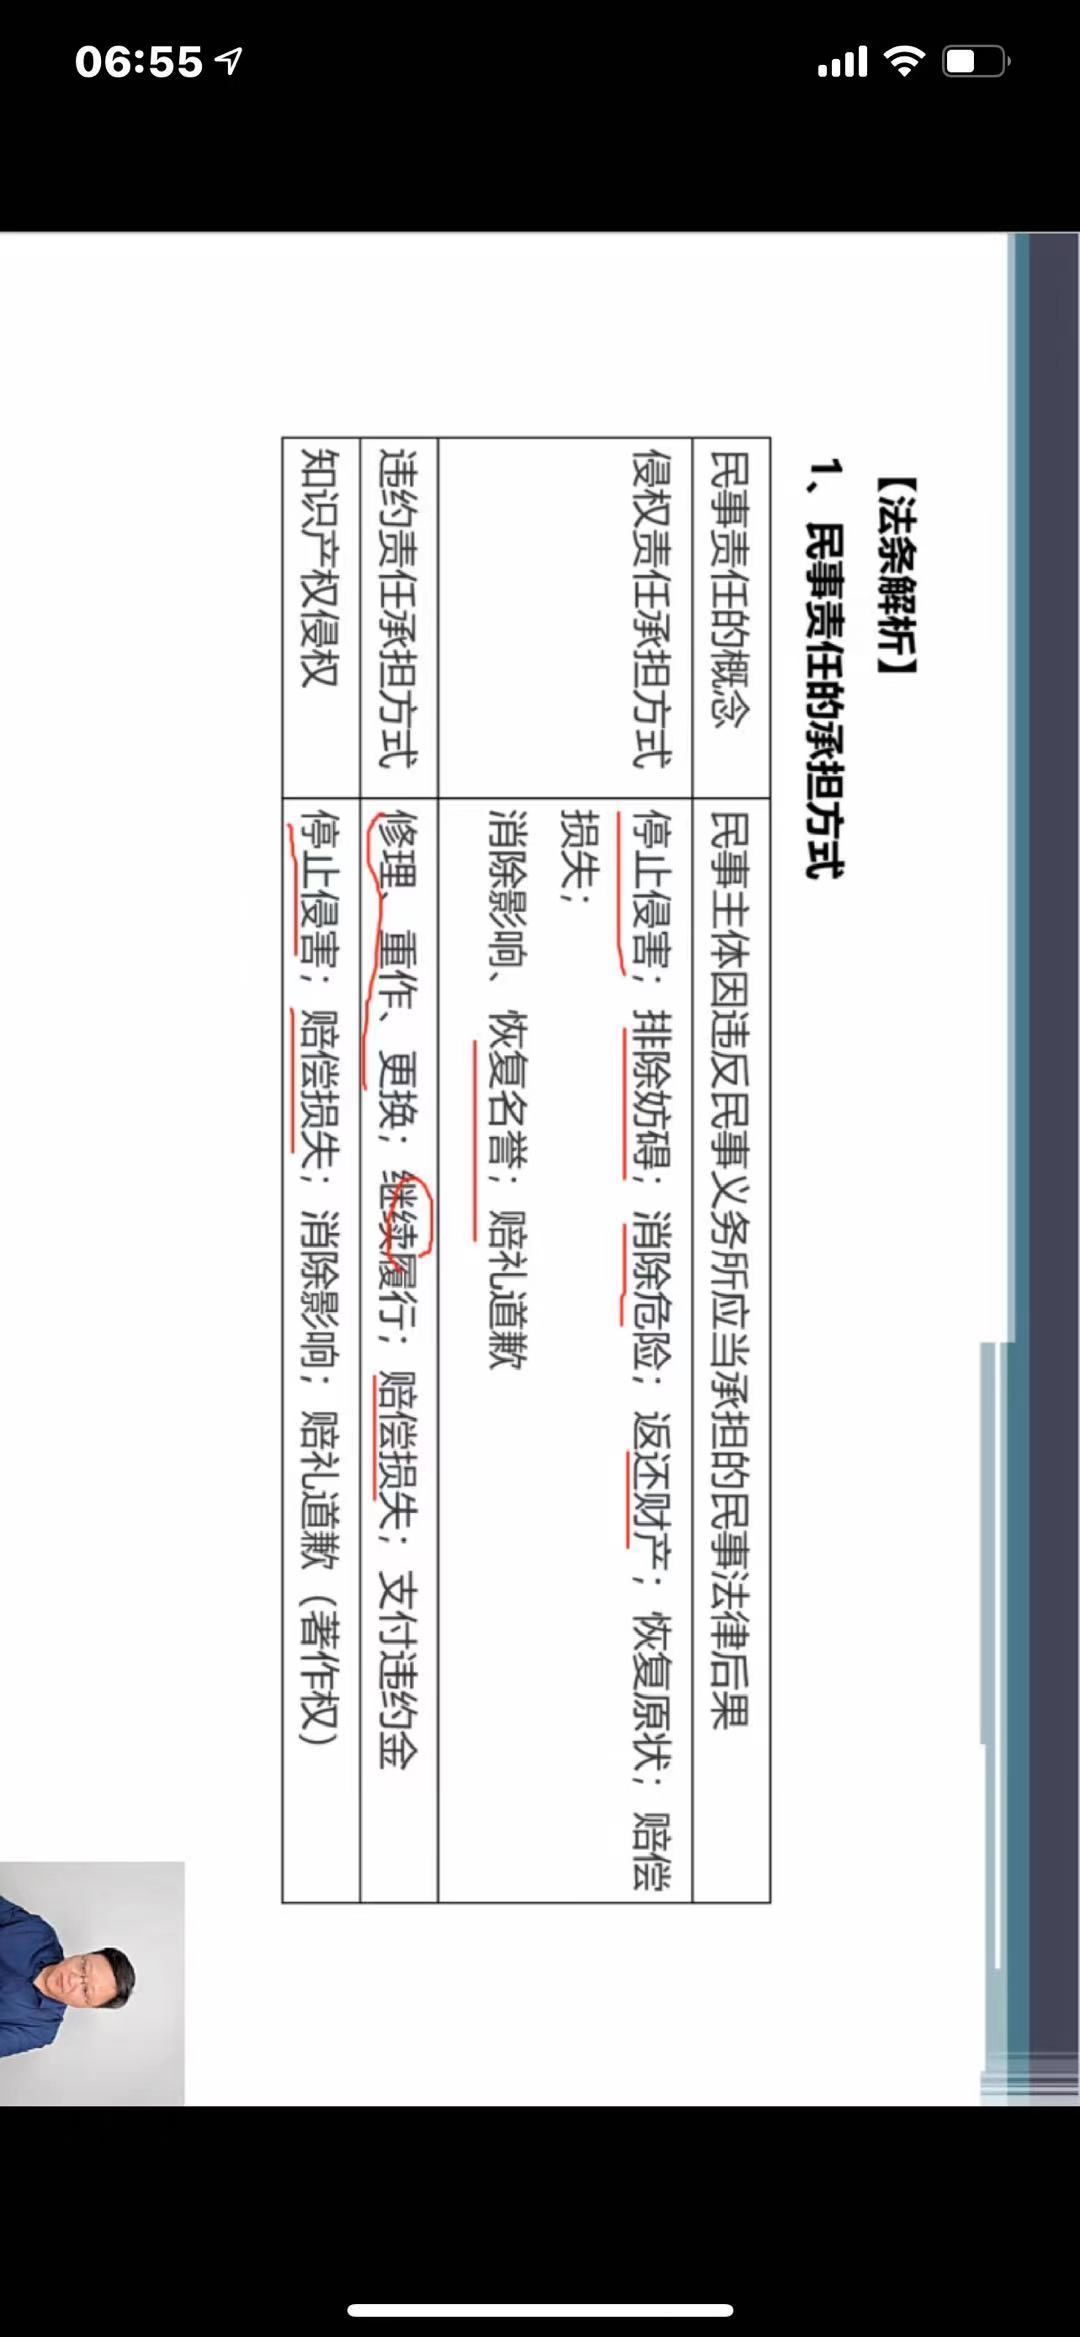 06:55
【法条解析】
1、民事责任的承担方式
民事责任的概念
民事主体因违反民事义务所应当承担的民事法律后果
侵权责任承担方式
停止侵害；排除妨碍；消除危险；返还财产；恢复原状；赔偿
损失；
消除影响、恢复名誉；赔礼道歉
违约责任承担方式
修理、重作、更换；继续履行；赔偿损失；支付违约金
知识产权侵权
停止侵害；赔偿损失；消除影响；赔礼道歉（著作权）